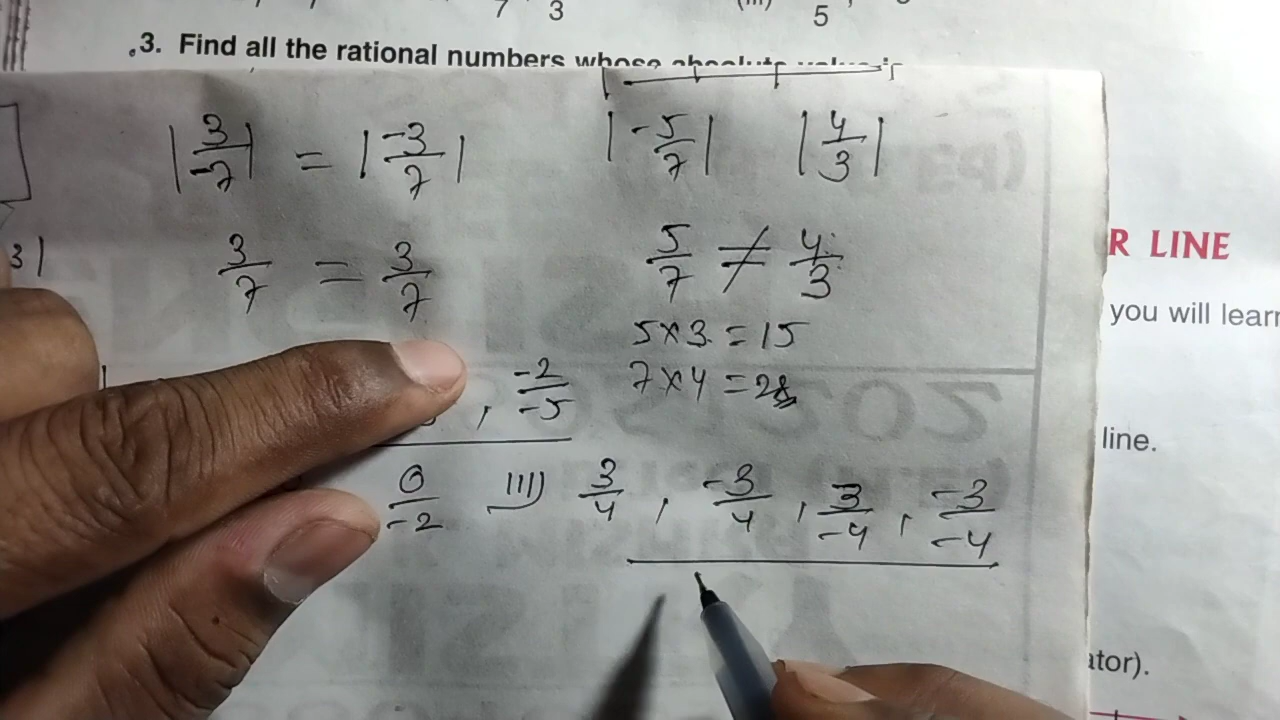 7 3 (iii) 5
3. Find all the rational numbers whose absolute value is
|3/-7| = |-3/7| |-5/7| |4/3|
3| 3/7 = 3/7 5/7 ≠ 4/3
R LINE
5×3=15
you will learn
, -2/-5 7×4=28
line.
0/-2 iii) 3/4, -3/4, 3/-4, -3/-4
ator).